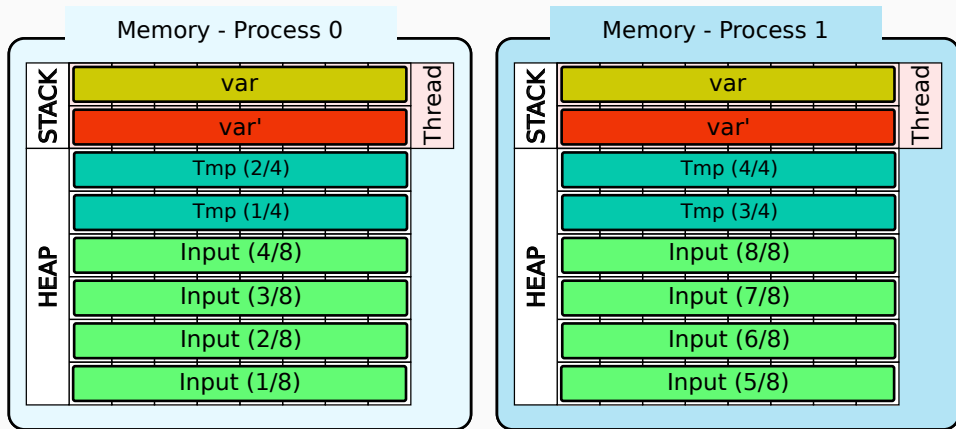 Memory - Process 0
STACK
var
var'
Thread
HEAP
Tmp (2/4)
Tmp (1/4)
Input (4/8)
Input (3/8)
Input (2/8)
Input (1/8)
Memory - Process 1
STACK
var
var'
Thread
HEAP
Tmp (4/4)
Tmp (3/4)
Input (8/8)
Input (7/8)
Input (6/8)
Input (5/8)